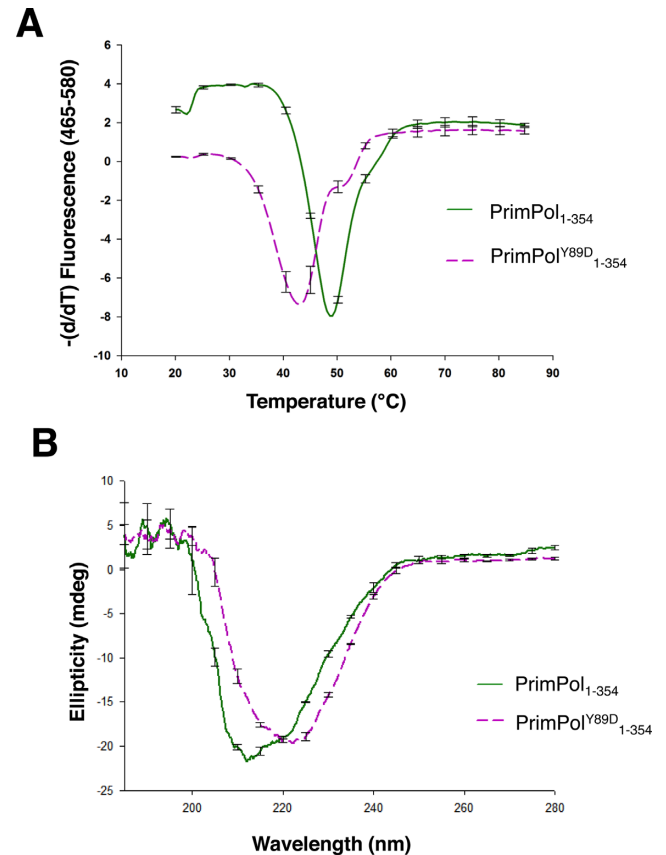 A
-(d/dT) Fluorescence (465-580)
6
4
2
0
-2
-4
-6
-8
-10
10 20 30 40 50 60 70 80 90
Temperature (°C)
PrimPol1-354
PrimPolY89D1-354
B
Ellipticity (mdeg)
10
5
0
-5
-10
-15
-20
-25
200 220 240 260 280
Wavelength (nm)
PrimPol1-354
PrimPolY89D1-354